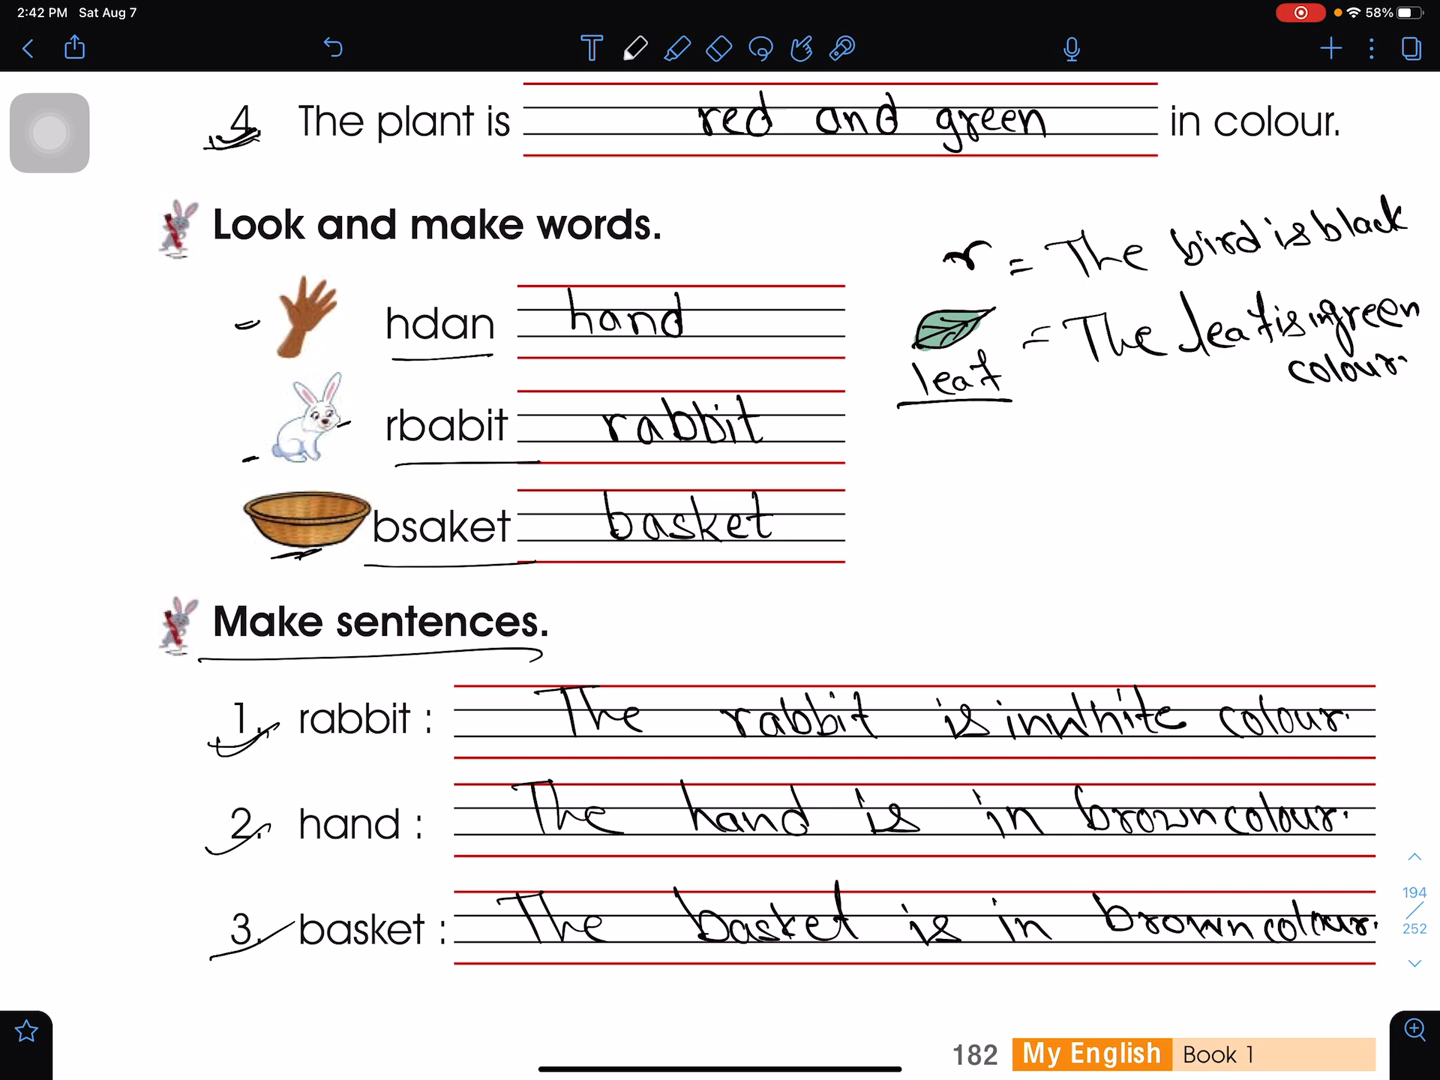 2:42 PM Sat Aug 7
58%
4. The plant is red and green in colour.
Look and make words.
= The bird is black
hdan hand
= The leaf is in green
colour.
leaf
rbabit rabbit
bsaket basket
Make sentences.
1. rabbit : The rabbit is in white colour.
2. hand : The hand is in brown colour.
3. basket : The basket is in brown colour.
194
252
182 My English Book 1